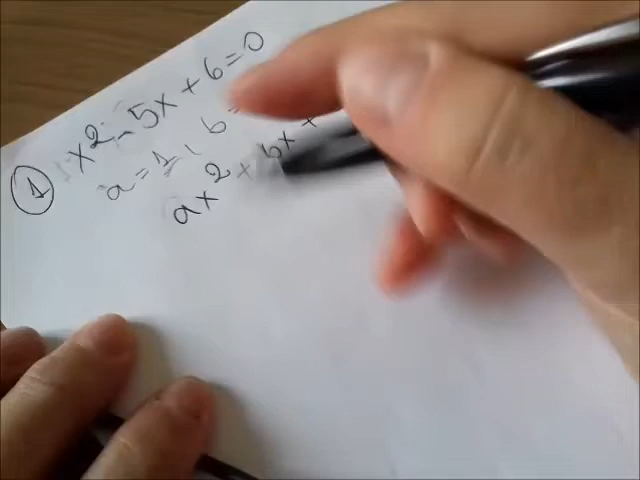 ① x² - 5x + 6 = 0
a = 1, b =
ax² + bx +